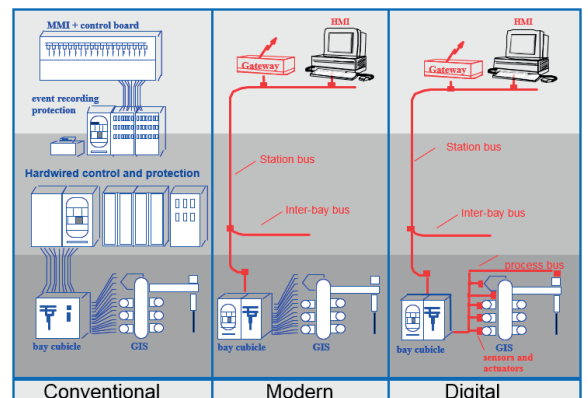 MMI + control board
event recording
protection
Hardwired control and protection
bay cubicle
GIS
Conventional
HMI
Gateway
Station bus
Inter-bay bus
bay cubicle
GIS
Modern
HMI
Gateway
Station bus
Inter-bay bus
process bus
bay cubicle
GIS
sensors and
actuators
Digital